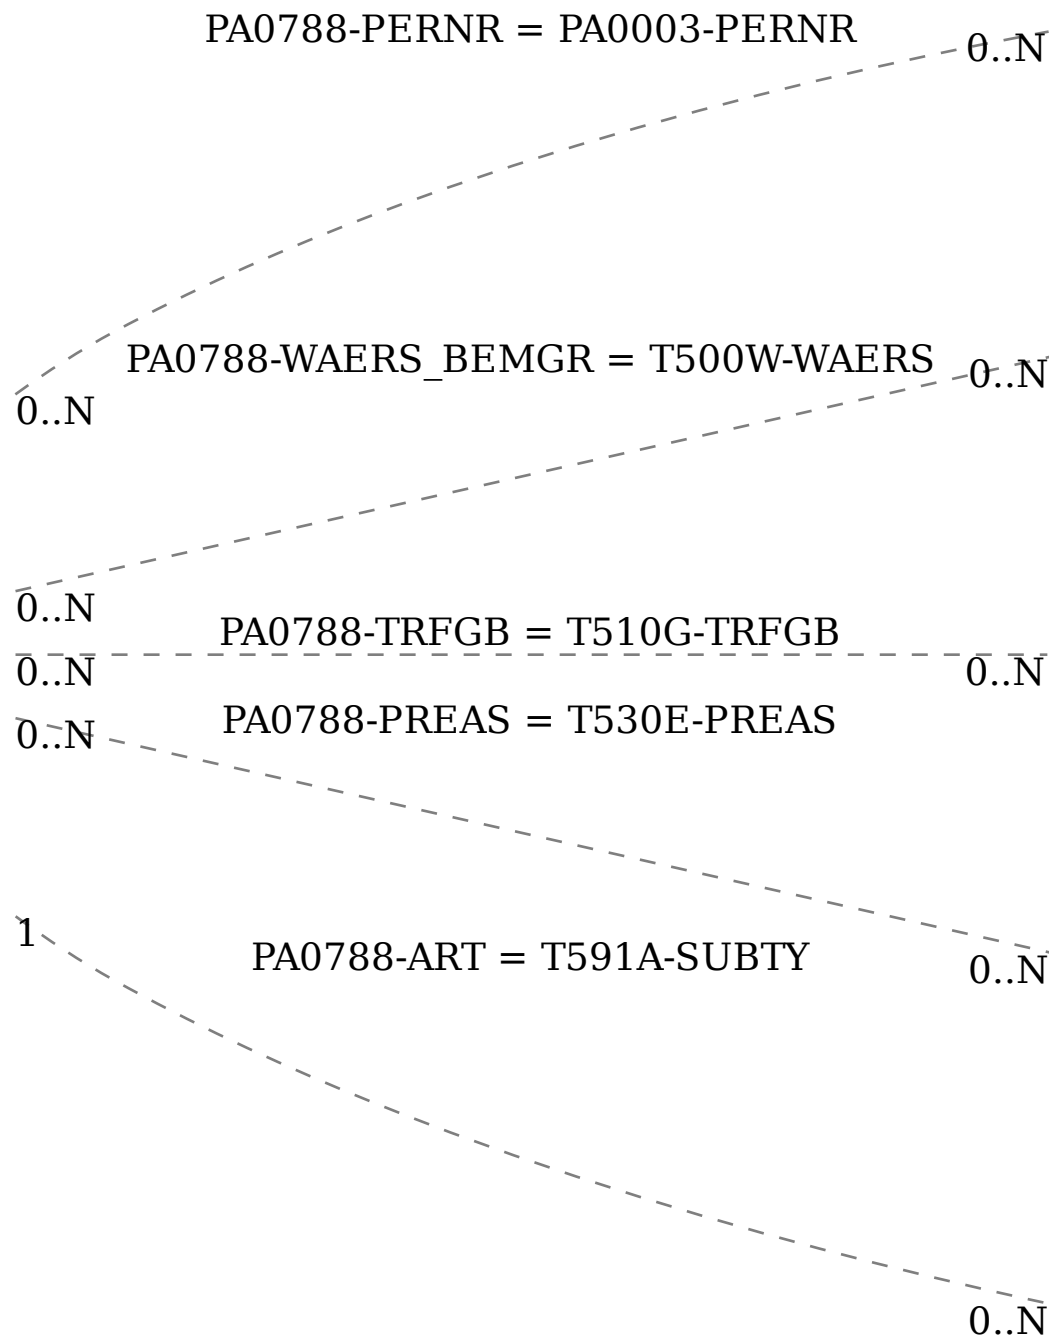 PA0788-PERNR = PA0003-PERNR
0..N
0..N
PA0788-WAERS_BEMGR = T500W-WAERS
0..N
0..N
PA0788-TRFGB = T510G-TRFGB
0..N
0..N
PA0788-PREAS = T530E-PREAS
0..N
0..N
1
PA0788-ART = T591A-SUBTY
0..N